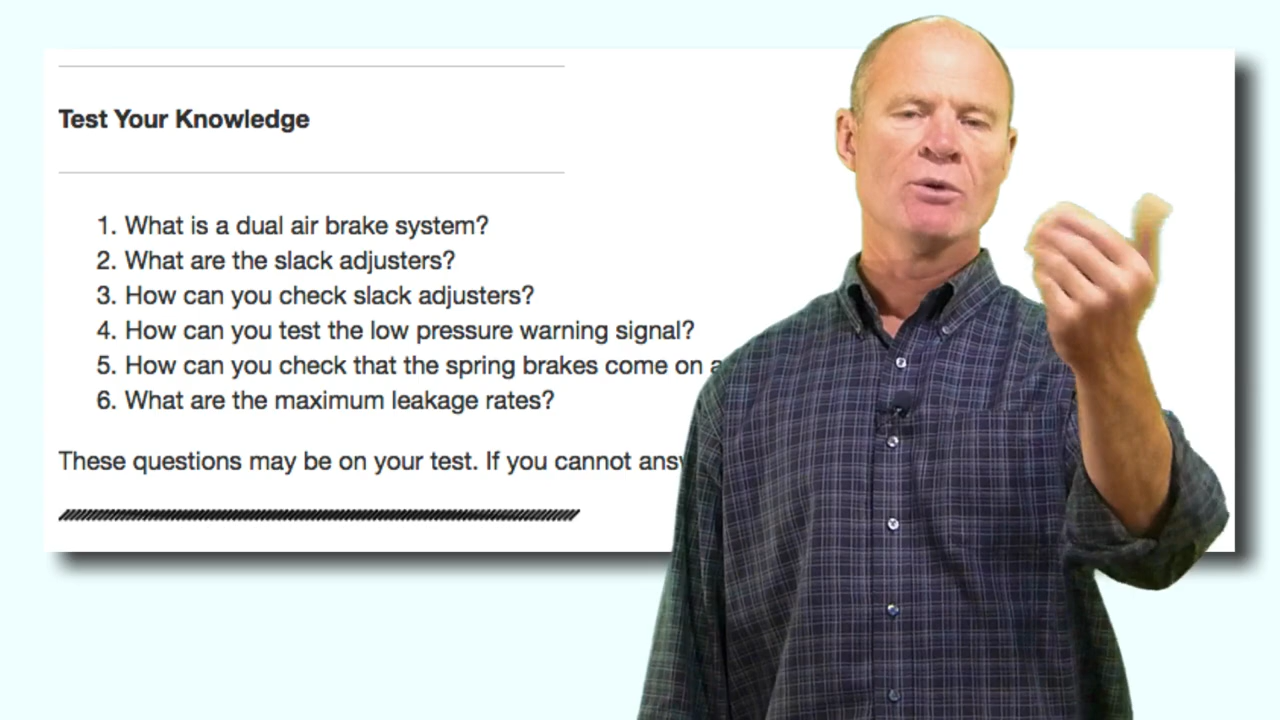 Test Your Knowledge
1. What is a dual air brake system?
2. What are the slack adjusters?
3. How can you check slack adjusters?
4. How can you test the low pressure warning signal?
5. How can you check that the spring brakes come on
6. What are the maximum leakage rates?
These questions may be on your test. If you cannot